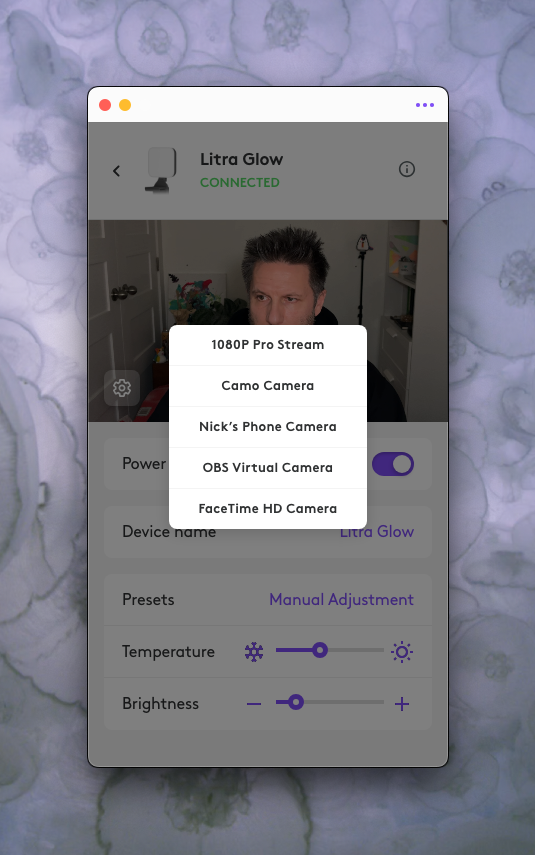 Litra Glow
CONNECTED
1080P Pro Stream
Camo Camera
Nick’s Phone Camera
OBS Virtual Camera
FaceTime HD Camera
Power
Device name
Litra Glow
Presets
Manual Adjustment
Temperature
Brightness